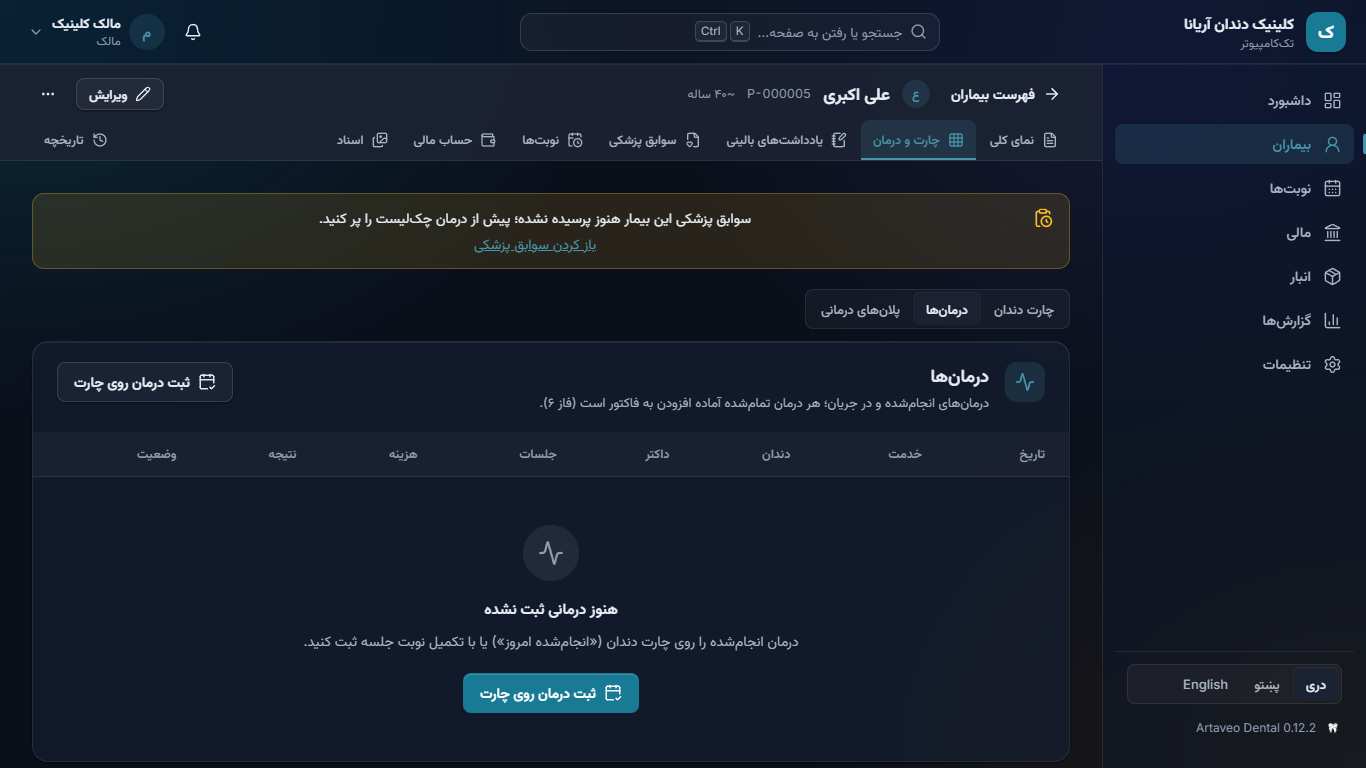 کلینیک دندان آریانا
تک‌کامپیوتر
ک
جستجو یا رفتن به صفحه...
Ctrl K
مالک کلینیک
مالک
م
داشبورد
بیماران
نوبت‌ها
مالی
انبار
گزارش‌ها
تنظیمات
دری
پښتو
English
Artaveo Dental 0.12.2
فهرست بیماران
ع
علی اکبری
P-000005
~۴۰ ساله
ویرایش
نمای کلی
چارت و درمان
یادداشت‌های بالینی
سوابق پزشکی
نوبت‌ها
حساب مالی
اسناد
تاریخچه
سوابق پزشکی این بیمار هنوز پرسیده نشده؛ پیش از درمان چک‌لیست را پر کنید.
باز کردن سوابق پزشکی
چارت دندان
درمان‌ها
پلان‌های درمانی
درمان‌ها
درمان‌های انجام‌شده و در جریان؛ هر درمان تمام‌شده آماده افزودن به فاکتور است (فاز ۶).
ثبت درمان روی چارت
تاریخ
خدمت
دندان
داکتر
جلسات
هزینه
نتیجه
وضعیت
هنوز درمانی ثبت نشده
درمان انجام‌شده را روی چارت دندان («انجام‌شده امروز») یا با تکمیل نوبت جلسه ثبت کنید.
ثبت درمان روی چارت